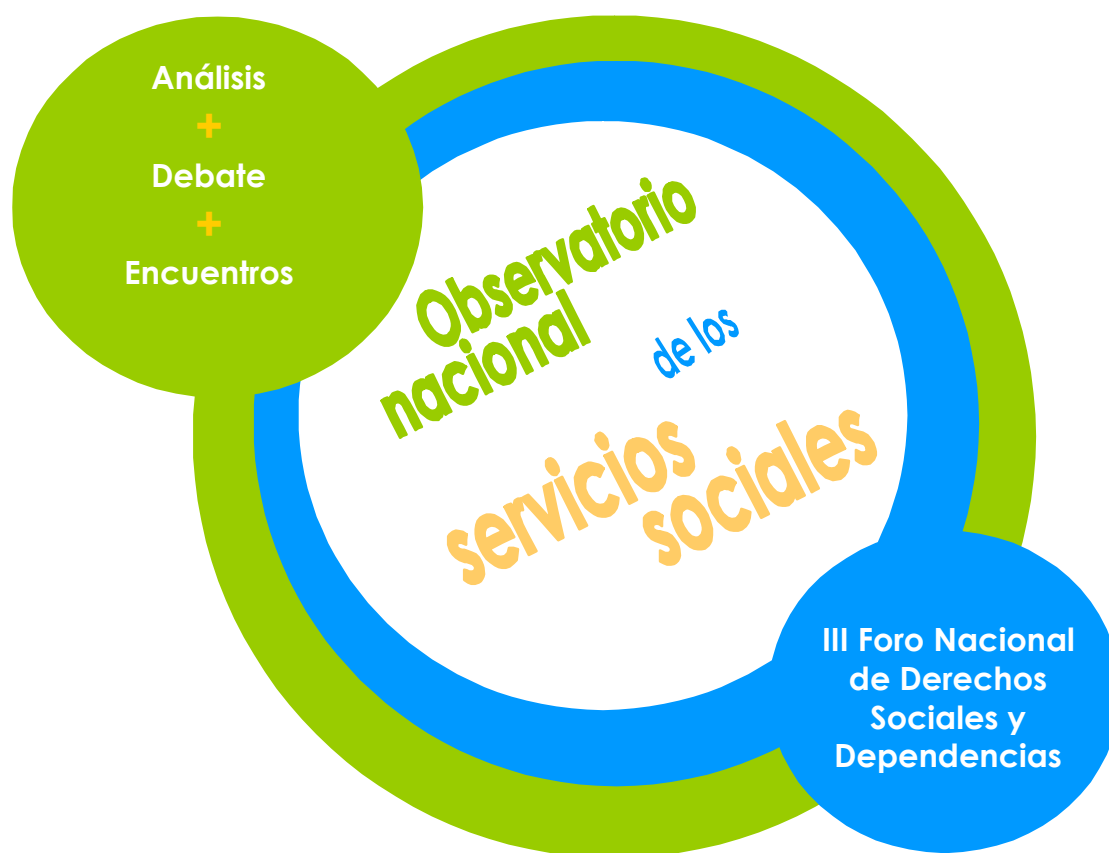 Análisis
+
Debate
+
Encuentros
Observatorio
nacional
de los
servicios
sociales
III Foro Nacional
de Derechos
Sociales y
Dependencias